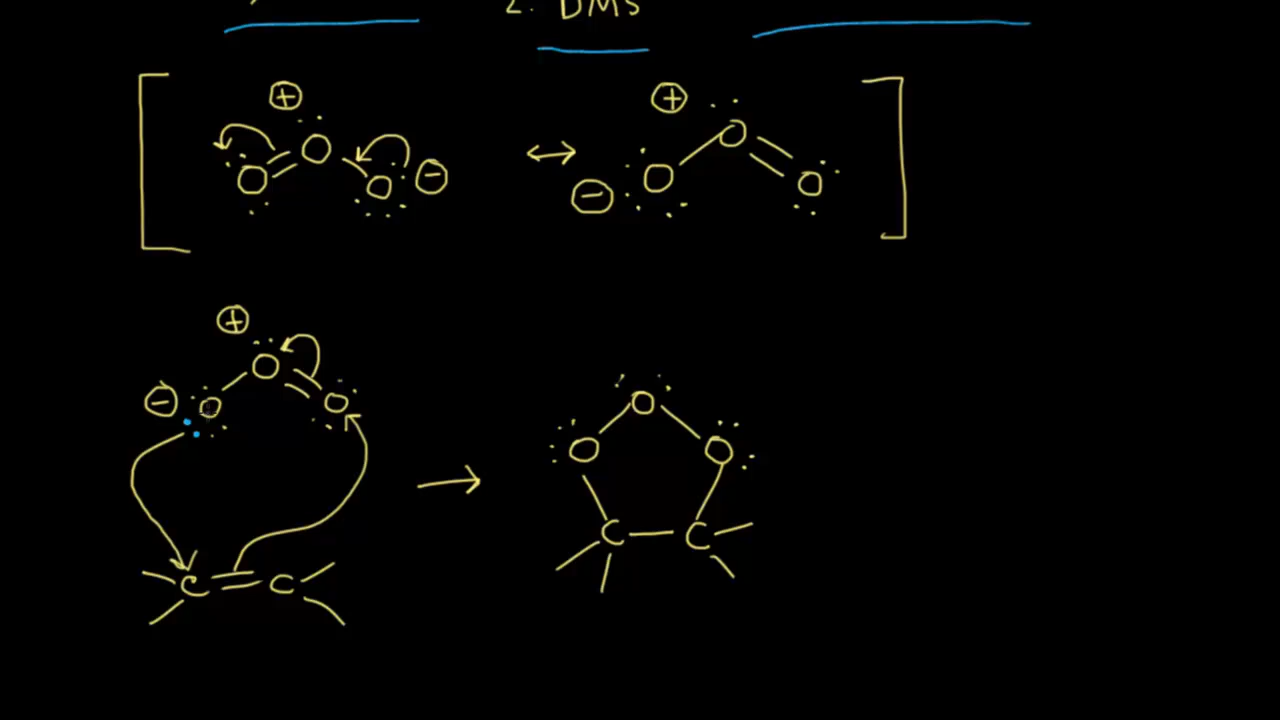 2. DMS
⊕ ⊕
O = O - O ⊖ ↔ ⊖ O - O = O
⊕
⊖ O - O = O O O O
→
C = C C - C